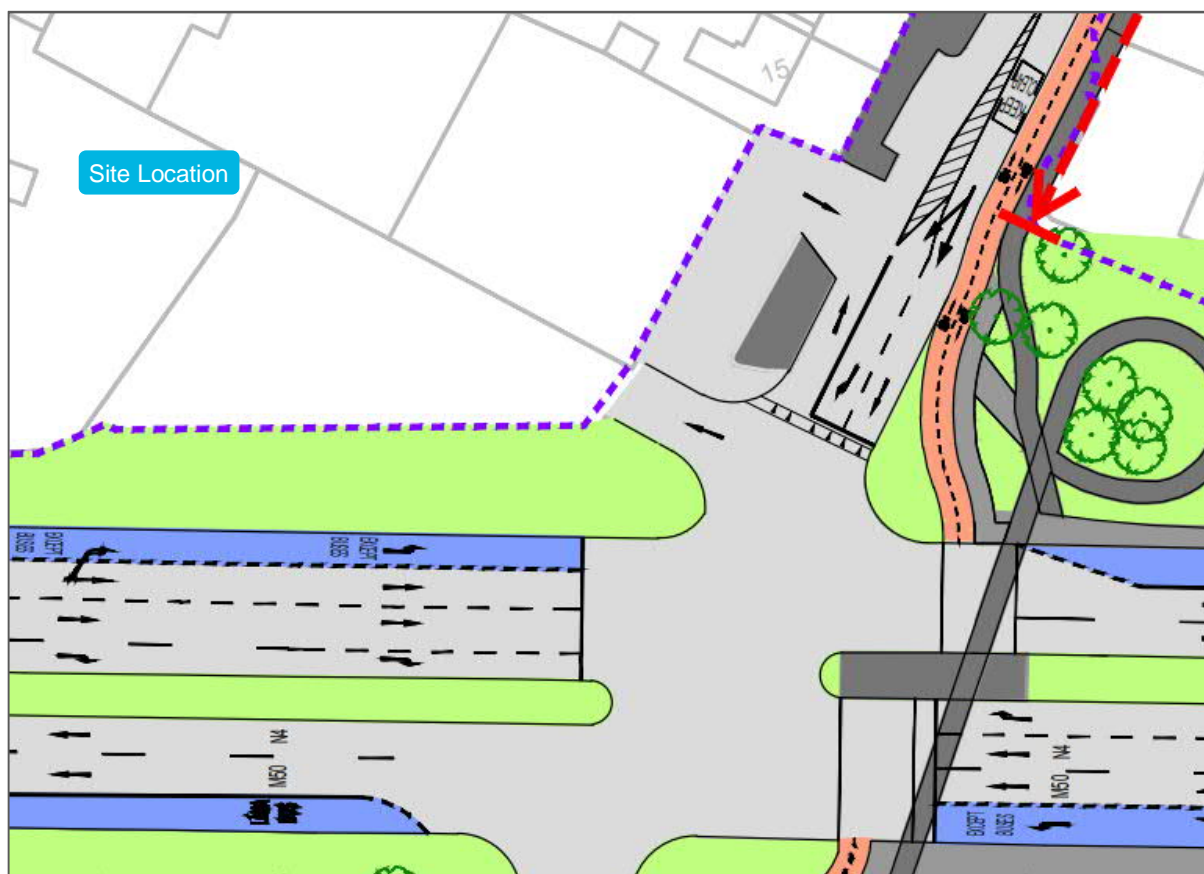 15
KEEP
CLEAR
Site Location
EXCEPT
BUSES
EXCEPT
BUSES
N4
M50
N4
M50
EXCEPT
BUSES